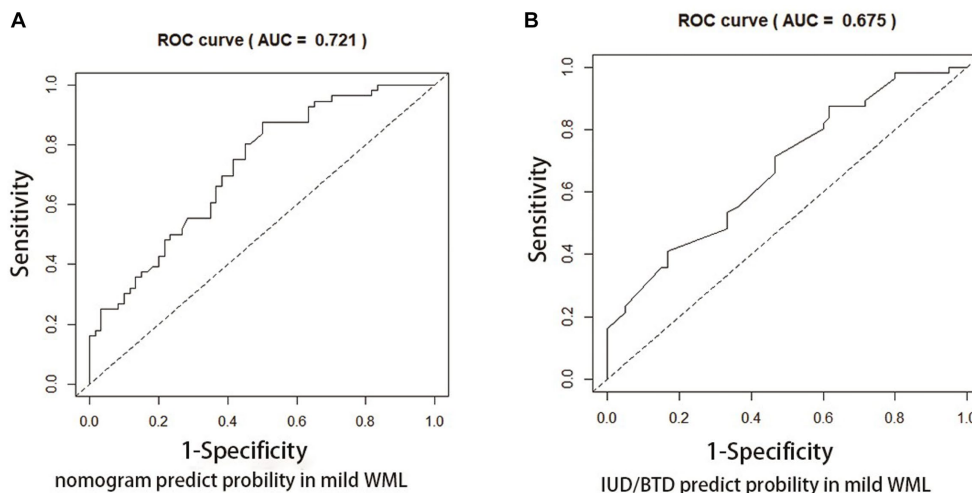 A
ROC curve ( AUC = 0.721 )
Sensitivity
0.0 0.2 0.4 0.6 0.8 1.0
0.0 0.2 0.4 0.6 0.8 1.0
1-Specificity
nomogram predict probility in mild WML
B
ROC curve ( AUC = 0.675 )
Sensitivity
0.0 0.2 0.4 0.6 0.8 1.0
0.0 0.2 0.4 0.6 0.8 1.0
1-Specificity
IUD/BTD predict probility in mild WML